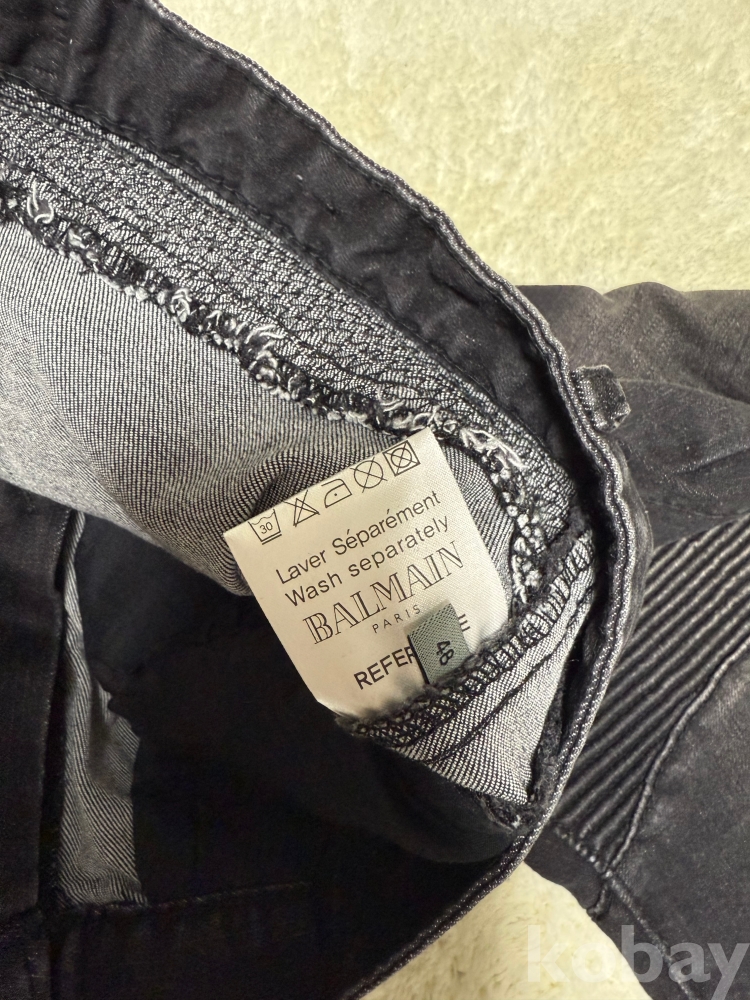 30
Laver Séparément
Wash separately
BALMAIN
PARIS
48
kobay